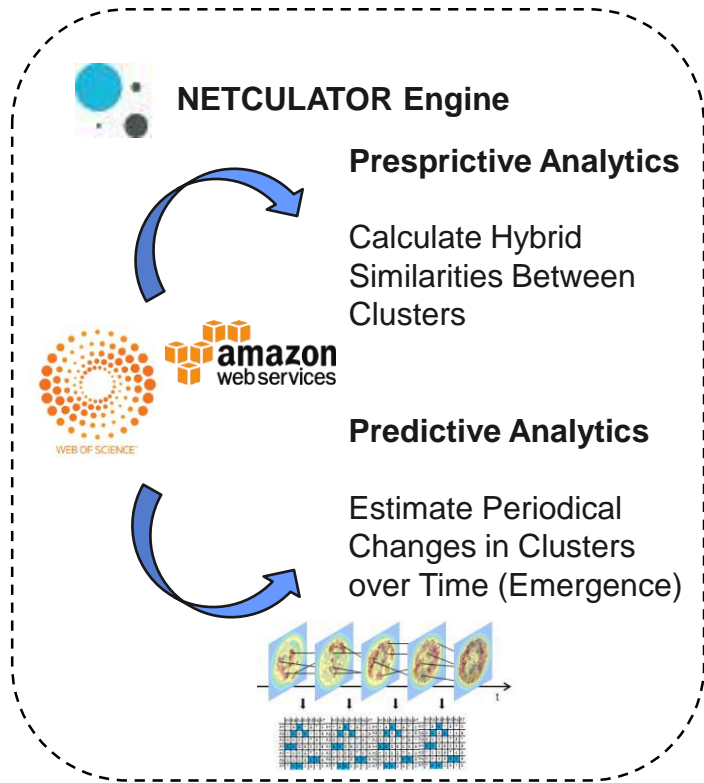 NETCULATOR Engine
Presprictive Analytics
Calculate Hybrid
Similarities Between
Clusters
amazon
webservices
WEB OF SCIENCE
Predictive Analytics
Estimate Periodical
Changes in Clusters
over Time (Emergence)
t